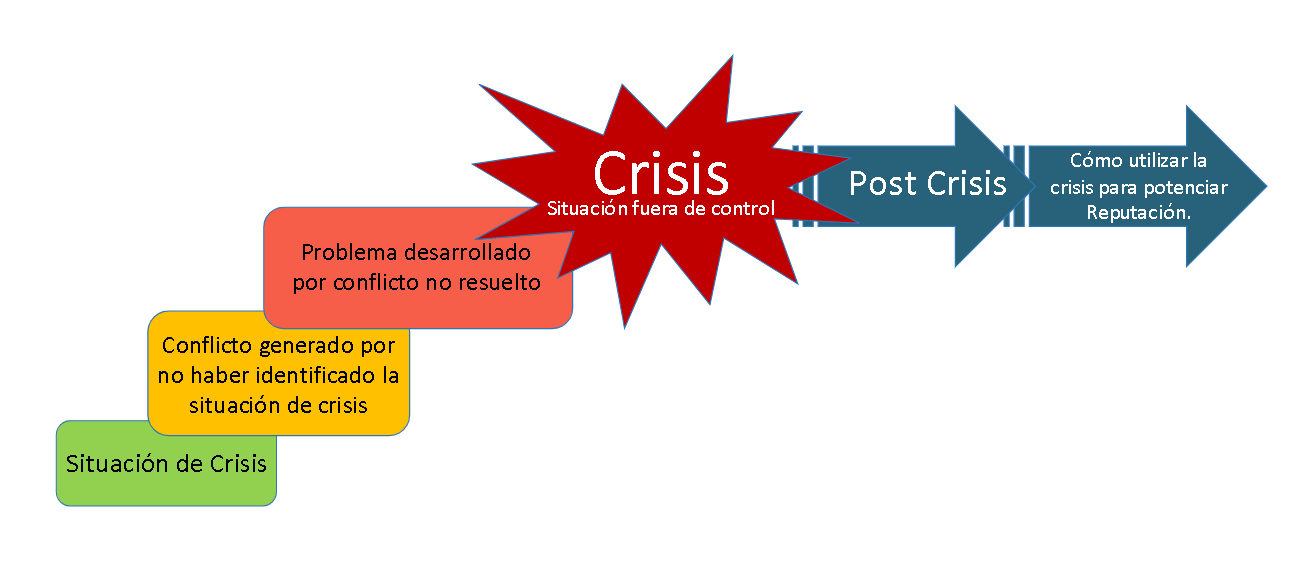 Crisis
Situación fuera de control
Post Crisis
Cómo utilizar la
crisis para potenciar
Reputación.
Problema desarrollado
por conflicto no resuelto
Conflicto generado por
no haber identificado la
situación de crisis
Situación de Crisis